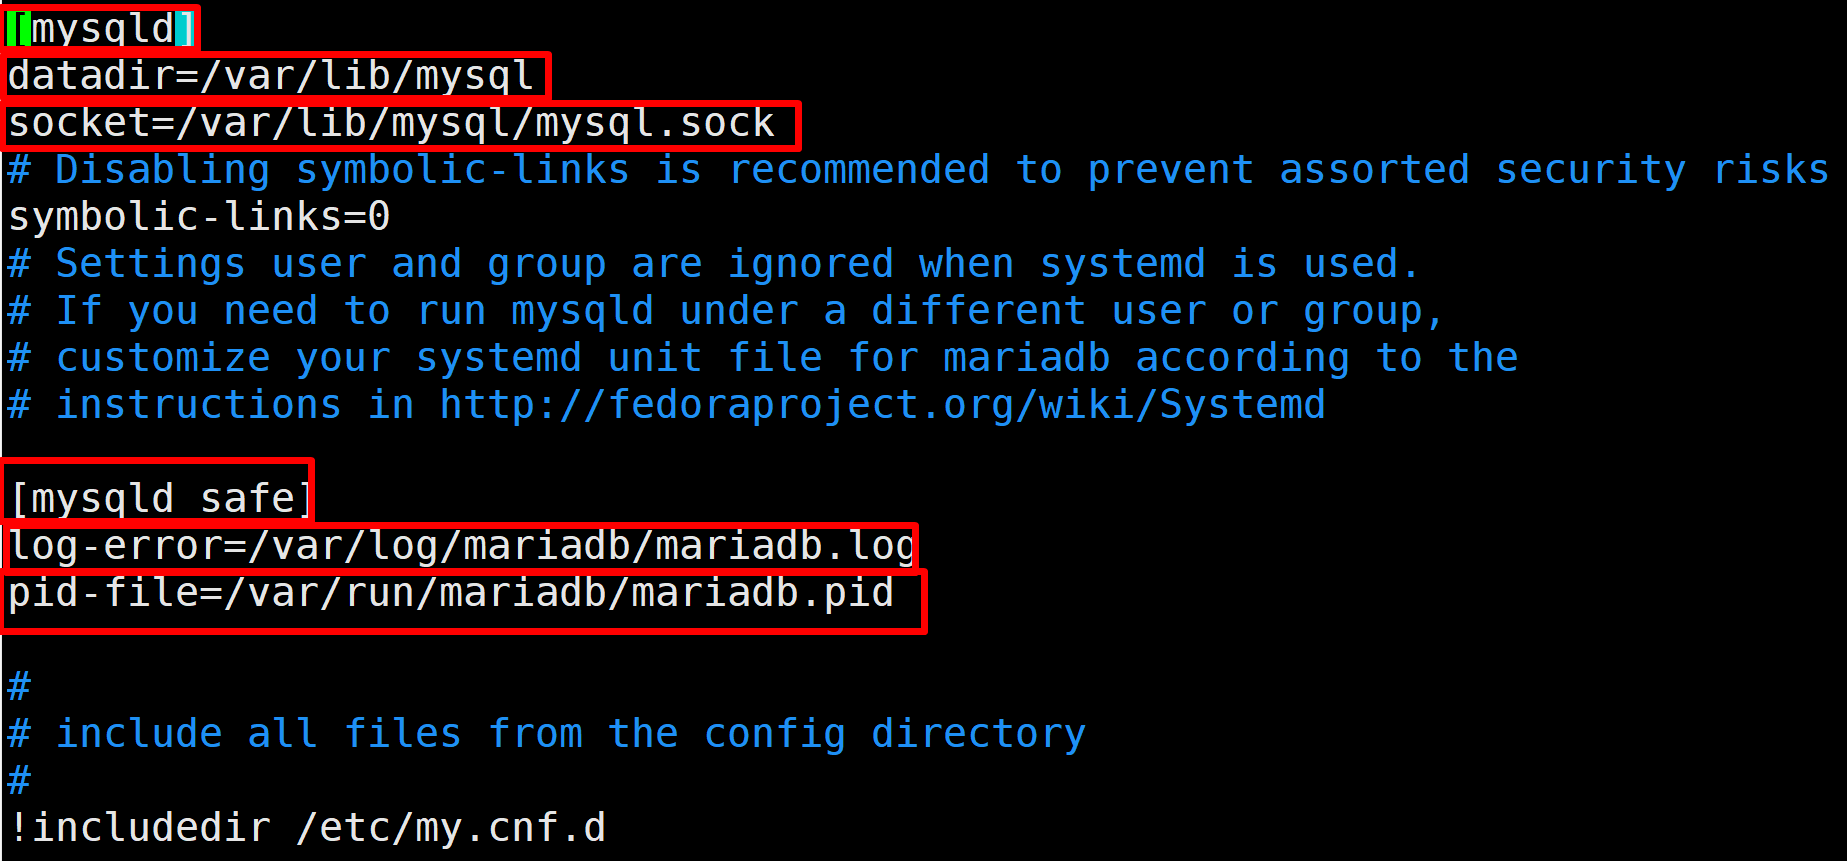 [mysqld]
datadir=/var/lib/mysql
socket=/var/lib/mysql/mysql.sock
# Disabling symbolic-links is recommended to prevent assorted security risks
symbolic-links=0
# Settings user and group are ignored when systemd is used.
# If you need to run mysqld under a different user or group,
# customize your systemd unit file for mariadb according to the
# instructions in http://fedoraproject.org/wiki/Systemd

[mysqld safe]
log-error=/var/log/mariadb/mariadb.log
pid-file=/var/run/mariadb/mariadb.pid

#
# include all files from the config directory
#
!includedir /etc/my.cnf.d